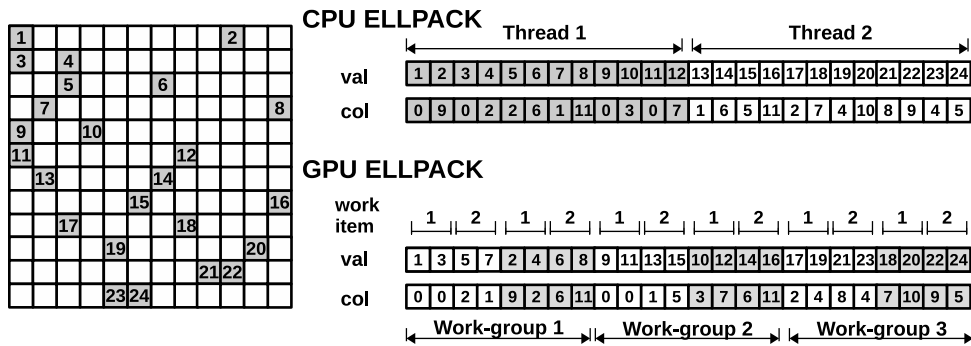 CPU ELLPACK
Thread 1 Thread 2
val 1 2 3 4 5 6 7 8 9 10 11 12 13 14 15 16 17 18 19 20 21 22 23 24
col 0 9 0 2 2 6 1 11 0 3 0 7 1 6 5 11 2 7 4 10 8 9 4 5
1 2
3 4
5 6
7 8
9 10
11 12
13 14
15 16
17 18
19 20
21 22
23 24
GPU ELLPACK
work
item
1 2 1 2 1 2 1 2 1 2 1 2
val 1 3 5 7 2 4 6 8 9 11 13 15 10 12 14 16 17 19 21 23 18 20 22 24
col 0 0 2 1 9 2 6 11 0 0 1 5 3 7 6 11 2 4 8 4 7 10 9 5
Work-group 1 Work-group 2 Work-group 3